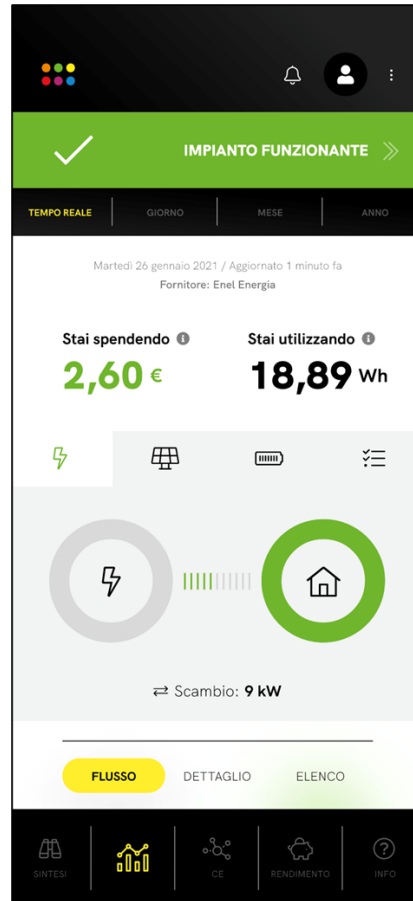 IMPIANTO FUNZIONANTE
TEMPO REALE GIORNO MESE ANNO
Martedì 26 gennaio 2021 / Aggiornato 1 minuto fa
Fornitore: Enel Energia
Stai spendendo Stai utilizzando
2,60 € 18,89 Wh
Scambio: 9 kW
FLUSSO DETTAGLIO ELENCO
SINTESI CE RENDIMENTO INFO